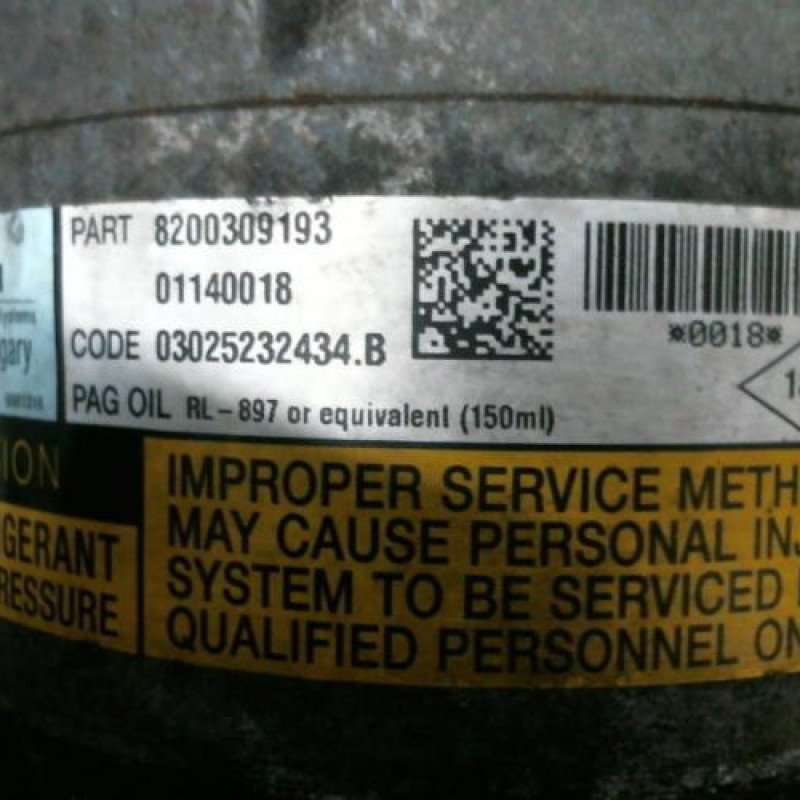 PART 8200309193
01140018
CODE 03025232434.B
PAG OIL RL-897 or equivalent (150ml)
*0018*
IMPROPER SERVICE METH
MAY CAUSE PERSONAL INJ
SYSTEM TO BE SERVICED
QUALIFIED PERSONNEL ON
ION
GERANT
RESSURE
gary